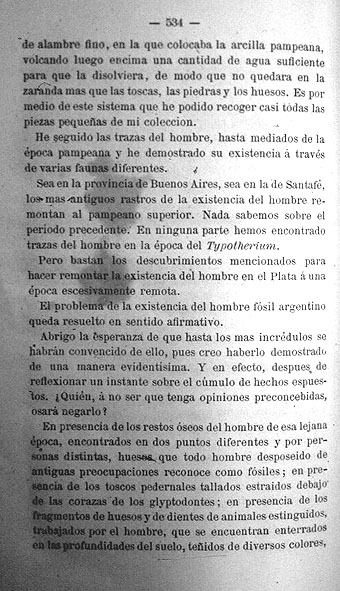 — 534 —
de alambre fino, en la que colocaba la arcilla pampeana,
volcando luego encima una cantidad de agua suficiente
para que la disolviera, de modo que no quedara en la
zaranda mas que las toscas, las piedras y los huesos. Es por
medio de este sistema que he podido recoger casi todas las
piezas pequeñas de mi coleccion.
He seguido las trazas del hombre, hasta mediados de la
época pampeana y he demostrado su existencia á través
de varias faunas diferentes.
Sea en la provincia de Buenos Aires, sea en la de Santafé,
los mas antiguos rastros de la existencia del hombre re-
montan al pampeano superior. Nada sabemos sobre el
periodo precedente. En ninguna parte hemos encontrado
trazas del hombre en la época del Typotherium.
Pero bastan los descubrimientos mencionados para
hacer remontar la existencia del hombre en el Plata á una
época escesivamente remota.
El problema de la existencia del hombre fósil argentino
queda resuelto en sentido afirmativo.
Abrigo la esperanza de que hasta los mas incrédulos se
habrán convencido de ello, pues creo haberlo demostrado
de una manera evidentísima. Y en efecto, despues de
reflexionar un instante sobre el cúmulo de hechos espues-
tos. ¿Quién, á no ser que tenga opiniones preconcebidas,
osará negarlo?
En presencia de los restos óseos del hombre de esa lejana
época, encontrados en dos puntos diferentes y por per-
sonas distintas, huesos que todo hombre desposeido de
antiguas preocupaciones reconoce como fósiles; en pre-
sencia de los toscos pedernales tallados estraidos debajo
de las corazas de los glyptodontes; en presencia de los
fragmentos de huesos y de dientes de animales estinguidos,
trabajados por el hombre, que se encuentran enterrados
en las profundidades del suelo, teñidos de diversos colores,